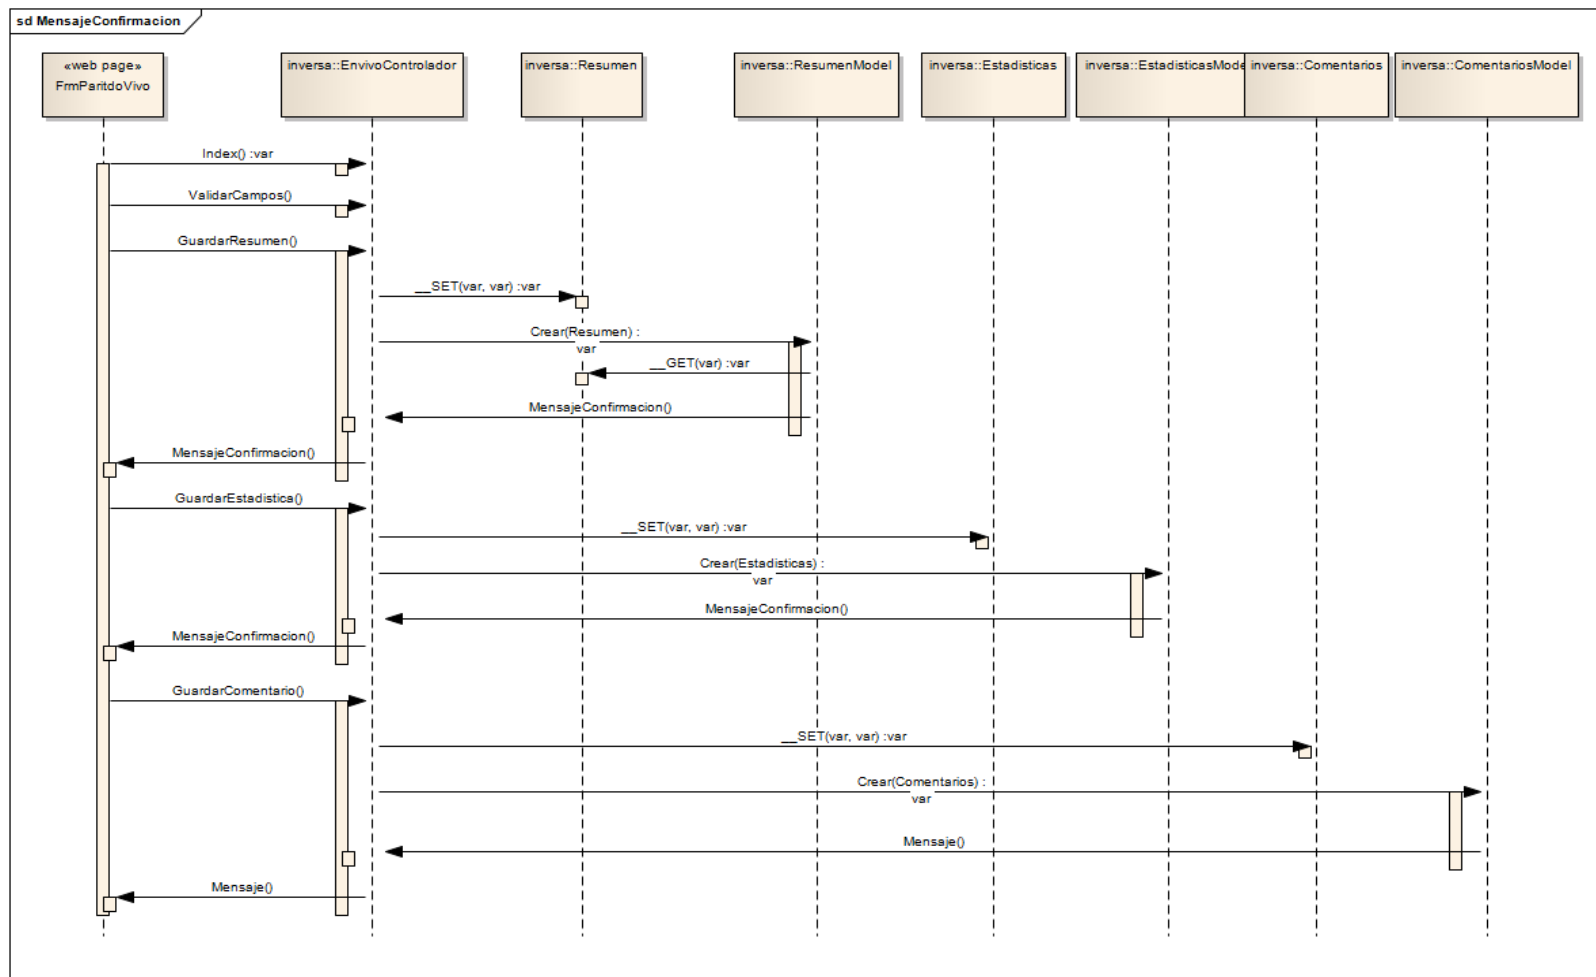 sd MensajeConfirmacion
«web page»
FrmParitdoVivo
inversa::EnvivoControlador
inversa::Resumen
inversa::ResumenModel
inversa::Estadisticas
inversa::EstadisticasMode
inversa::Comentarios
inversa::ComentariosModel
Index() :var
ValidarCampos()
GuardarResumen()
__SET(var, var) :var
Crear(Resumen) :
var
__GET(var) :var
MensajeConfirmacion()
MensajeConfirmacion()
GuardarEstadistica()
__SET(var, var) :var
Crear(Estadisticas) :
var
MensajeConfirmacion()
MensajeConfirmacion()
GuardarComentario()
__SET(var, var) :var
Crear(Comentarios) :
var
Mensaje()
Mensaje()